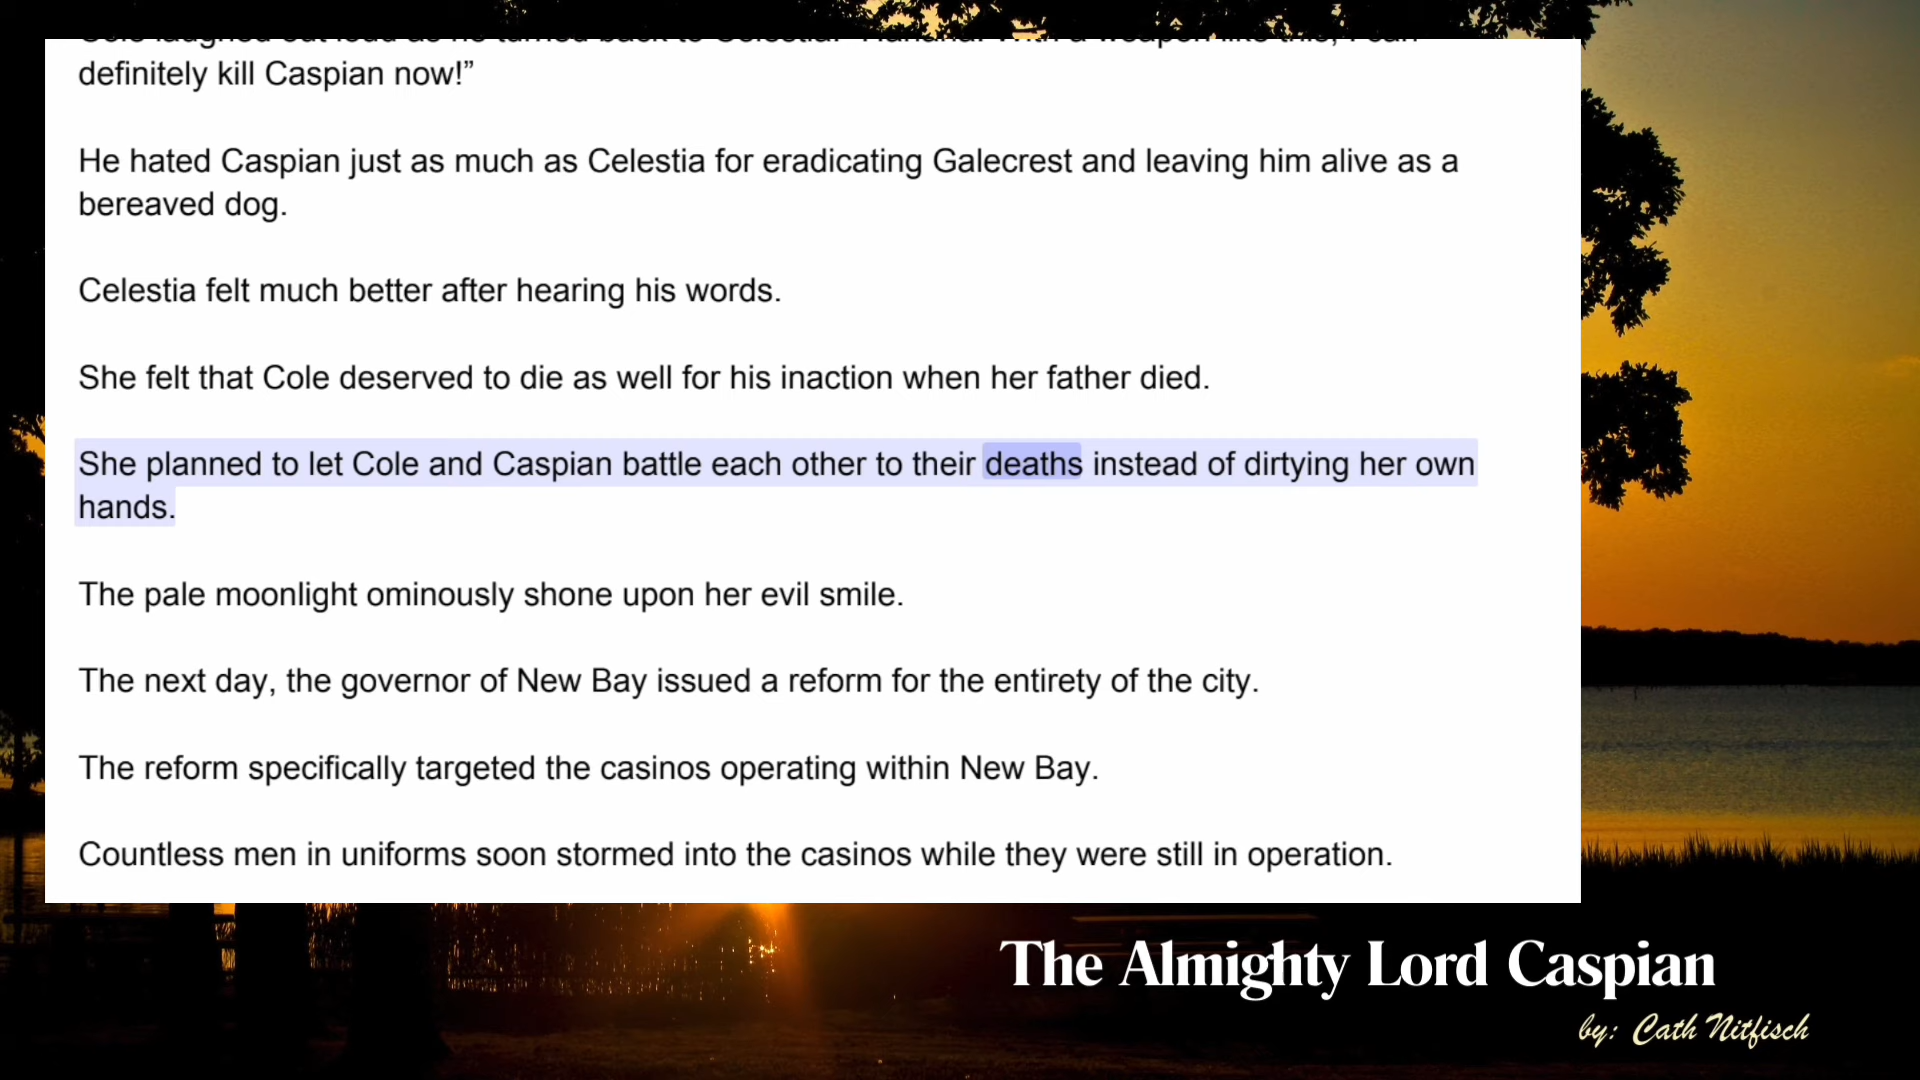 definitely kill Caspian now!”
He hated Caspian just as much as Celestia for eradicating Galecrest and leaving him alive as a
bereaved dog.
Celestia felt much better after hearing his words.
She felt that Cole deserved to die as well for his inaction when her father died.
She planned to let Cole and Caspian battle each other to their deaths instead of dirtying her own
hands.
The pale moonlight ominously shone upon her evil smile.
The next day, the governor of New Bay issued a reform for the entirety of the city.
The reform specifically targeted the casinos operating within New Bay.
Countless men in uniforms soon stormed into the casinos while they were still in operation.
The Almighty Lord Caspian
by: Cath Nitfisch